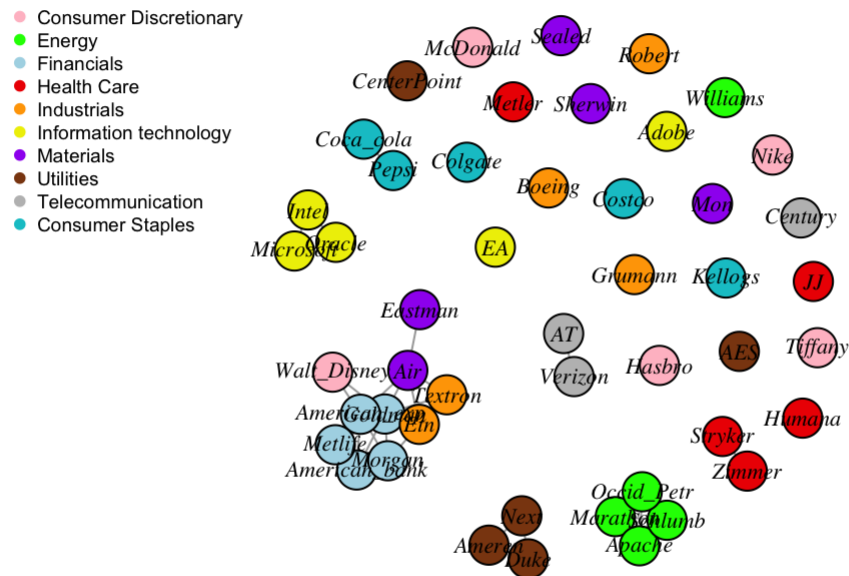 Consumer Discretionary
Energy
Financials
Health Care
Industrials
Information technology
Materials
Utilities
Telecommunication
Consumer Staples
Sealed
McDonald
Robert
CenterPoint
Metler
Sherwin
Williams
Adobe
Coca_cola
Pepsi
Colgate
Nike
Boeing
Costco
Mon
Century
Intel
Microsoft
Oracle
EA
Grumann
Kellogs
JJ
Eastman
AT
Verizon
Hasbro
AES
Tiffany
Walt_Disney
Air
Textron
Etn
Metlife
Morgan
Humana
Stryker
Zimmer
Occid_Petr
Marathon
Schlumb
Apache
Next
Ameren
Duke